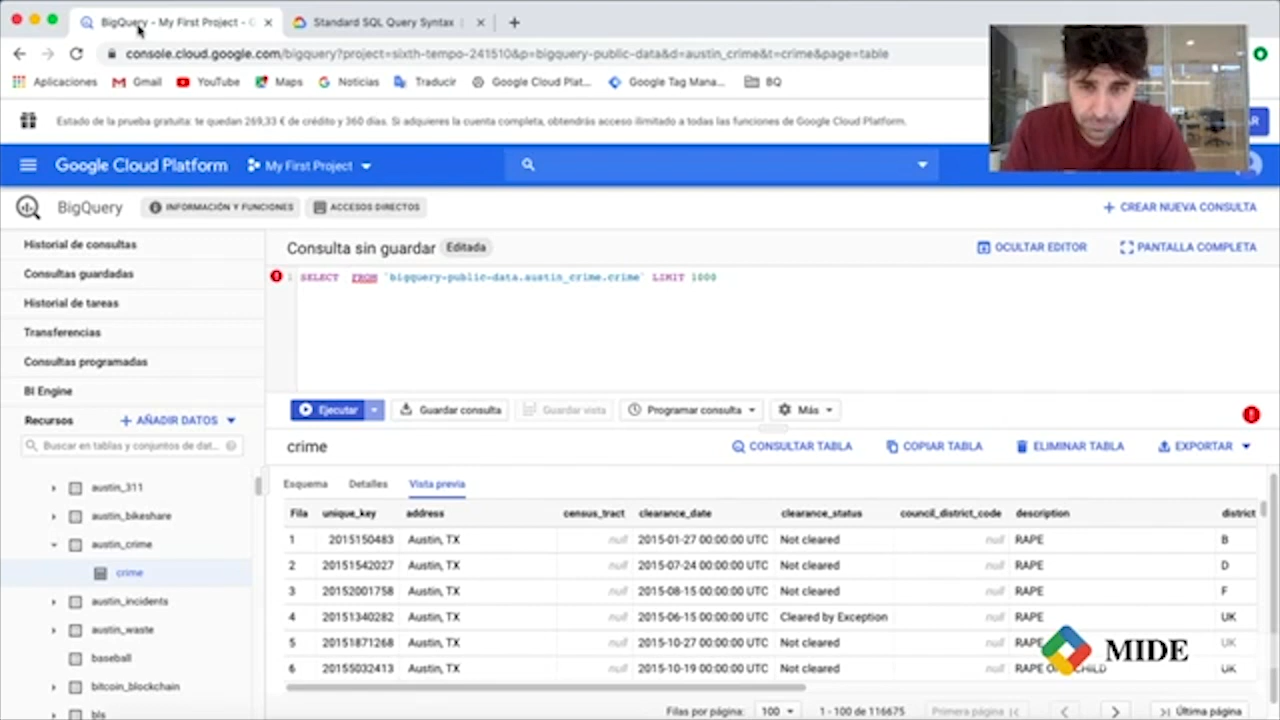 BigQuery - My First Project - G
Standard SQL Query Syntax
console.cloud.google.com/bigquery?project=sixth-tempo-241510&p=bigquery-public-data&d=austin_crime&t=crime&page=table
Aplicaciones Gmail YouTube Maps Noticias Traducir Google Cloud Plat... Google Tag Mana... BQ
Estado de la prueba gratuita: te quedan 269,33 € de crédito y 360 días. Si adquieres la cuenta completa, obtendrás acceso ilimitado a todas las funciones de Google Cloud Platform.
Google Cloud Platform My First Project
BigQuery INFORMACIÓN Y FUNCIONES ACCESOS DIRECTOS + CREAR NUEVA CONSULTA
Historial de consultas
Consultas guardadas
Historial de tareas
Transferencias
Consultas programadas
BI Engine
Recursos + AÑADIR DATOS
Buscar en tablas y conjuntos de dat...
austin_311
austin_bikeshare
austin_crime
crime
austin_incidents
austin_waste
baseball
bitcoin_blockchain
bls
Consulta sin guardar Editada OCULTAR EDITOR PANTALLA COMPLETA
1 SELECT FROM `bigquery-public-data.austin_crime.crime` LIMIT 1000
Ejecutar Guardar consulta Guardar vista Programar consulta Más
crime CONSULTAR TABLA COPIAR TABLA ELIMINAR TABLA EXPORTAR
Esquema Detalles Vista previa
Fila unique_key address census_tract clearance_date clearance_status council_district_code description district
1 2015150483 Austin, TX null 2015-01-27 00:00:00 UTC Not cleared null RAPE B
2 20151542027 Austin, TX null 2015-07-24 00:00:00 UTC Not cleared null RAPE D
3 20152001758 Austin, TX null 2015-08-15 00:00:00 UTC Not cleared null RAPE F
4 20151340282 Austin, TX null 2015-06-15 00:00:00 UTC Cleared by Exception null RAPE UK
5 20151871268 Austin, TX null 2015-10-27 00:00:00 UTC Not cleared null RAPE UK
6 20155032413 Austin, TX null 2015-10-19 00:00:00 UTC Not cleared null RAPE CHILD UK
MIDE
Filas por página: 100 1 - 100 de 116675 Primera página Última página